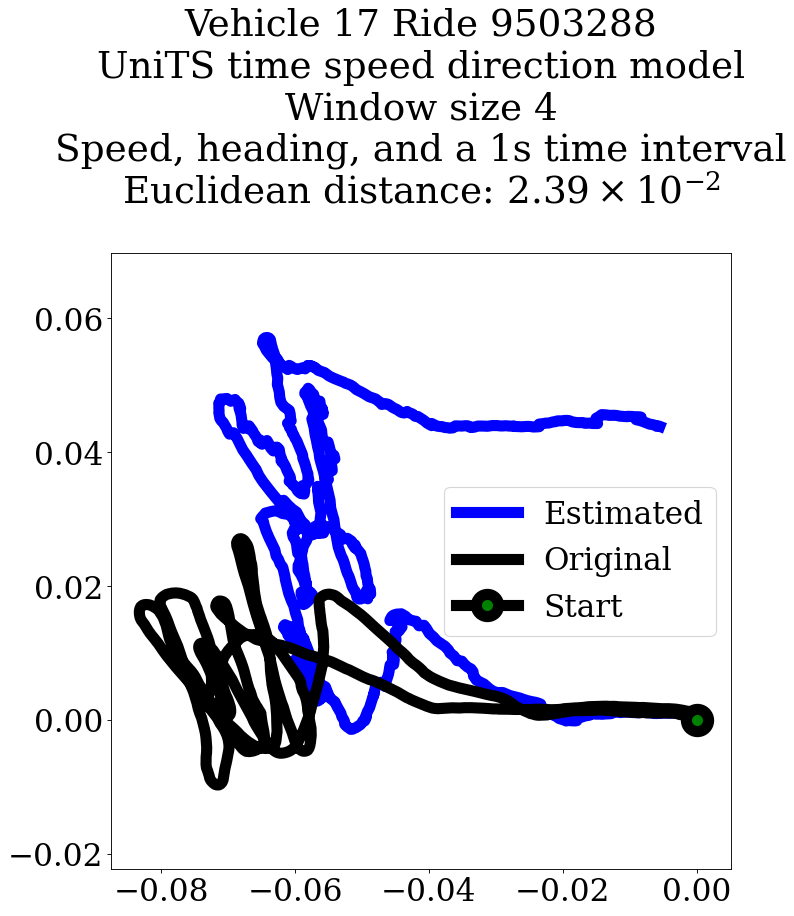 Vehicle 17 Ride 9503288
UniTS time speed direction model
Window size 4
Speed, heading, and a 1s time interval
Euclidean distance: 2.39 × 10⁻²
0.06
0.04
0.02
0.00
−0.02
Estimated
Original
Start
−0.08 −0.06 −0.04 −0.02 0.00